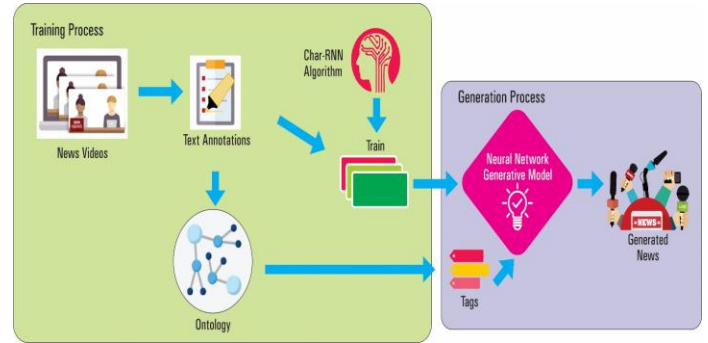 Training Process
News Videos
Text Annotations
Char-RNN
Algorithm
Train
Ontology
Generation Process
Neural Network
Generative Model
Tags
NEWS
Generated
News